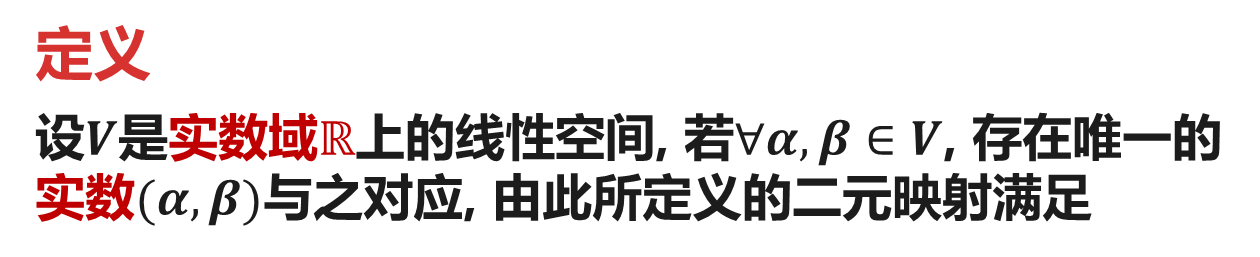 定义
设V是实数域ℝ上的线性空间, 若∀α, β ∈ V, 存在唯一的
实数(α, β)与之对应, 由此所定义的二元映射满足